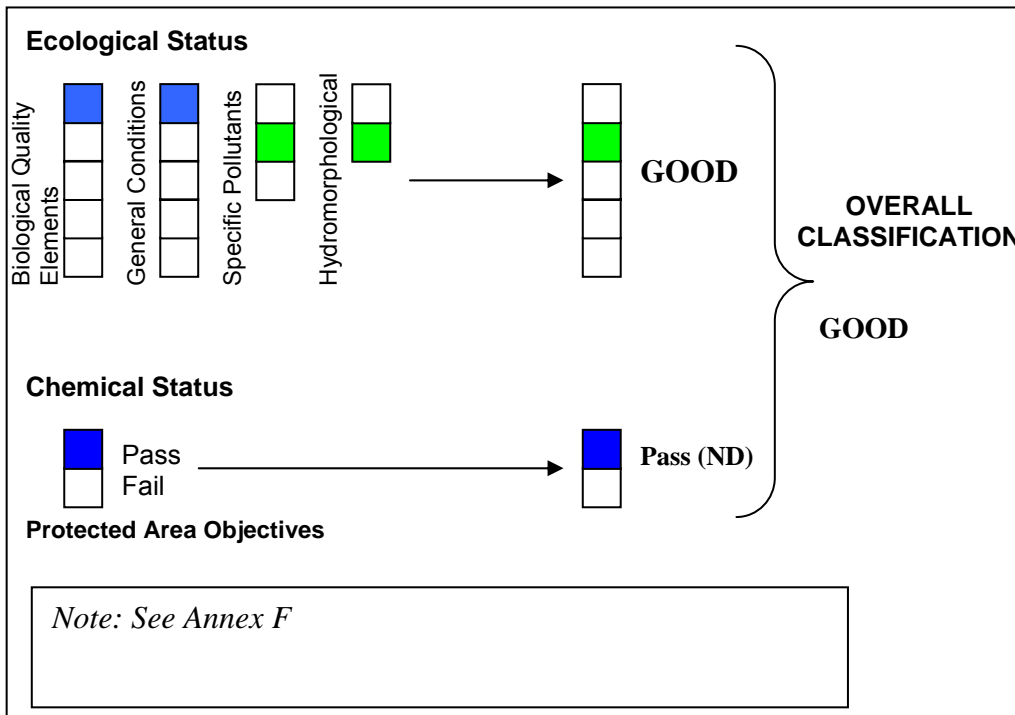 Ecological Status
Biological Quality
Elements
General Conditions
Specific Pollutants
Hydromorphological
GOOD
OVERALL
CLASSIFICATION
GOOD
Chemical Status
Pass
Fail
Pass (ND)
Protected Area Objectives
Note: See Annex F